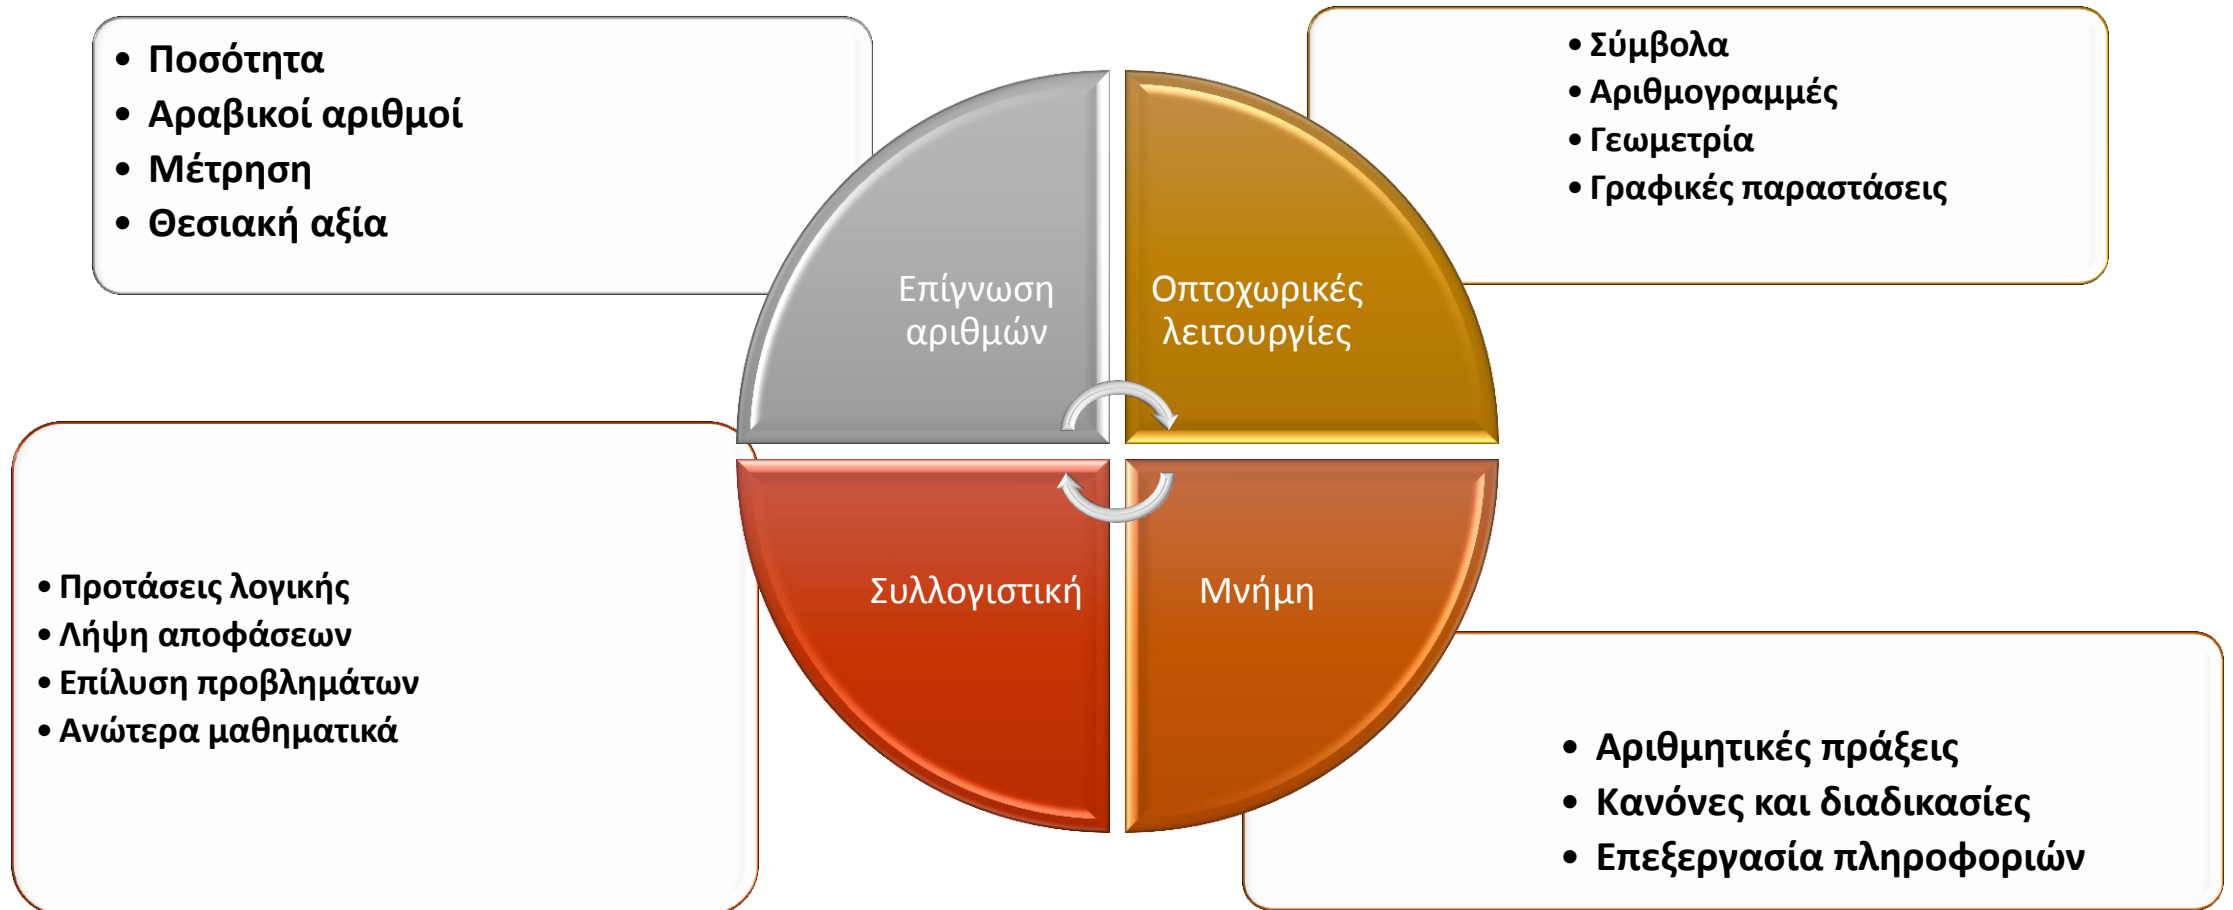 • Ποσότητα
• Αραβικοί αριθμοί
• Μέτρηση
• Θεσιακή αξία
• Σύμβολα
• Αριθμογραμμές
• Γεωμετρία
• Γραφικές παραστάσεις
Επίγνωση
αριθμών
Οπτοχωρικές
λειτουργίες
Συλλογιστική
Μνήμη
• Προτάσεις λογικής
• Λήψη αποφάσεων
• Επίλυση προβλημάτων
• Ανώτερα μαθηματικά
• Αριθμητικές πράξεις
• Κανόνες και διαδικασίες
• Επεξεργασία πληροφοριών